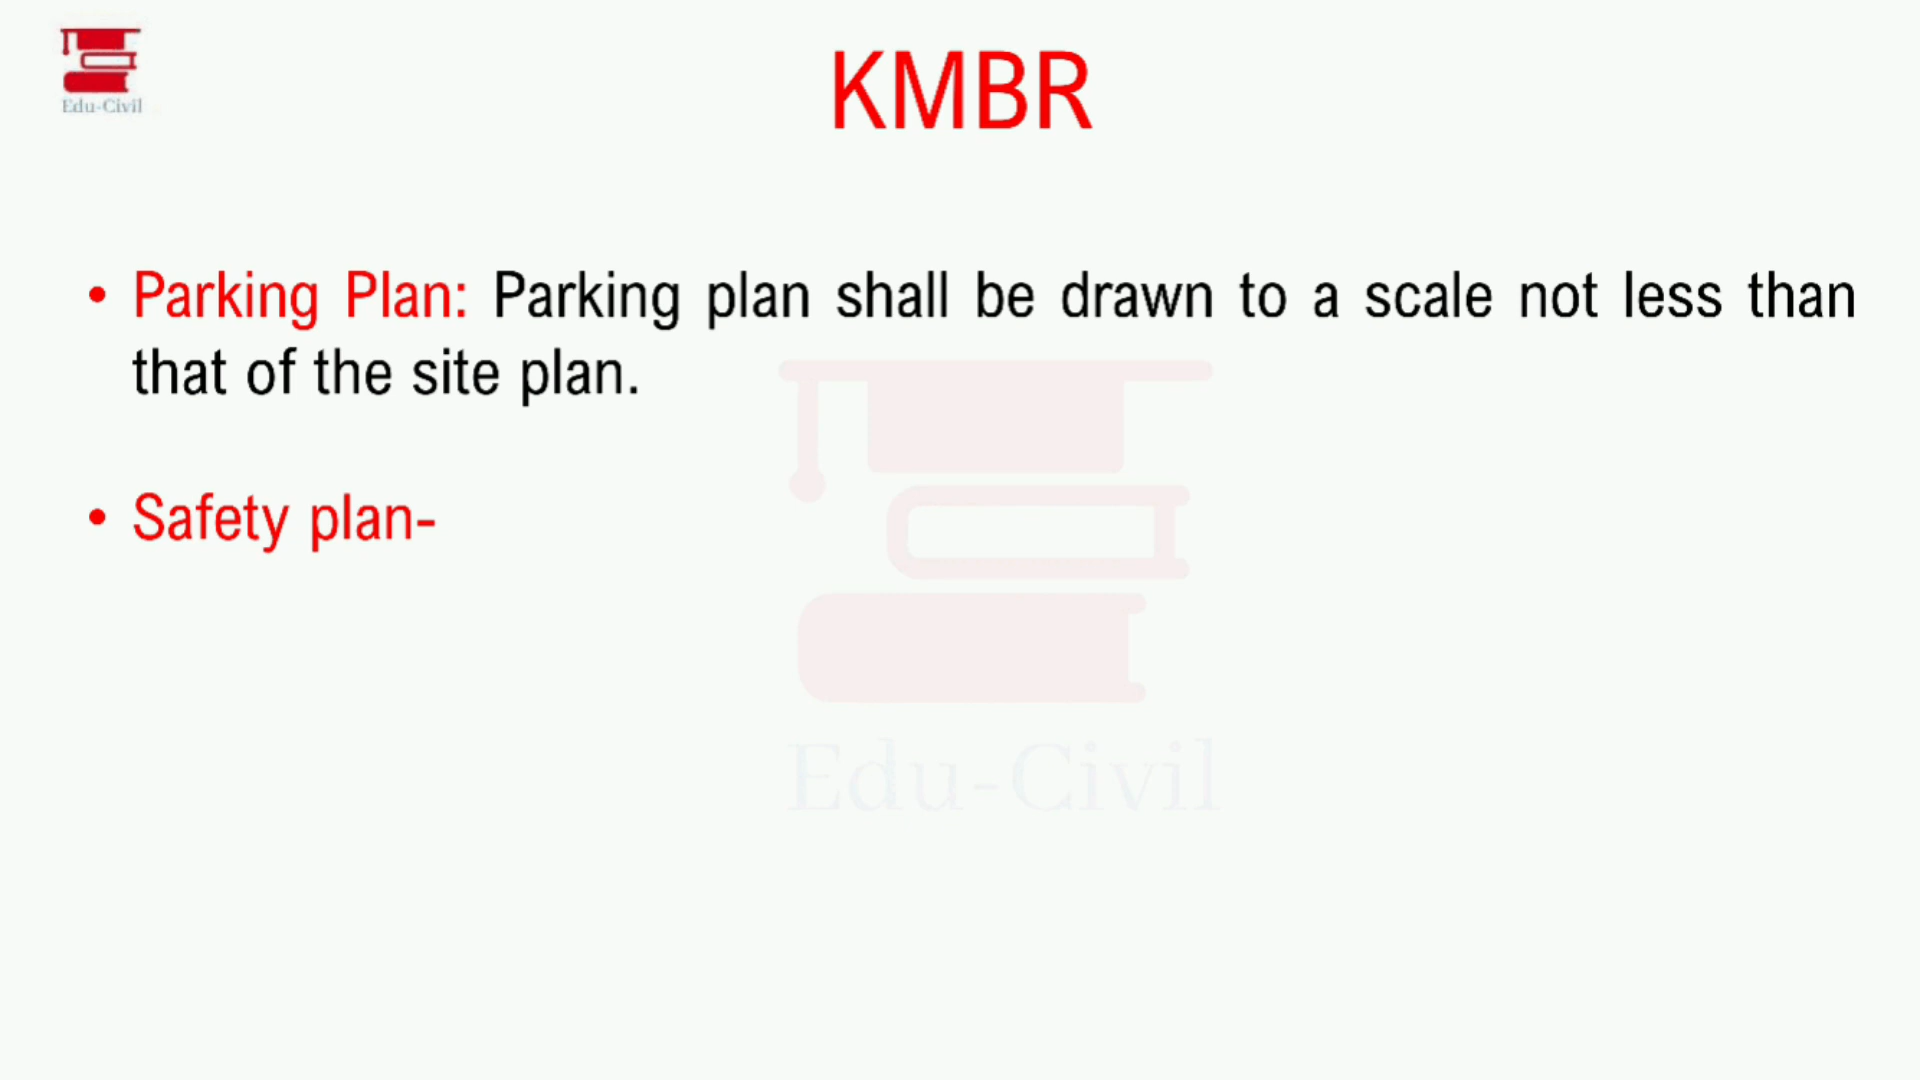 Edu-Civil
KMBR
• Parking Plan: Parking plan shall be drawn to a scale not less than
that of the site plan.
• Safety plan-
Edu-Civil